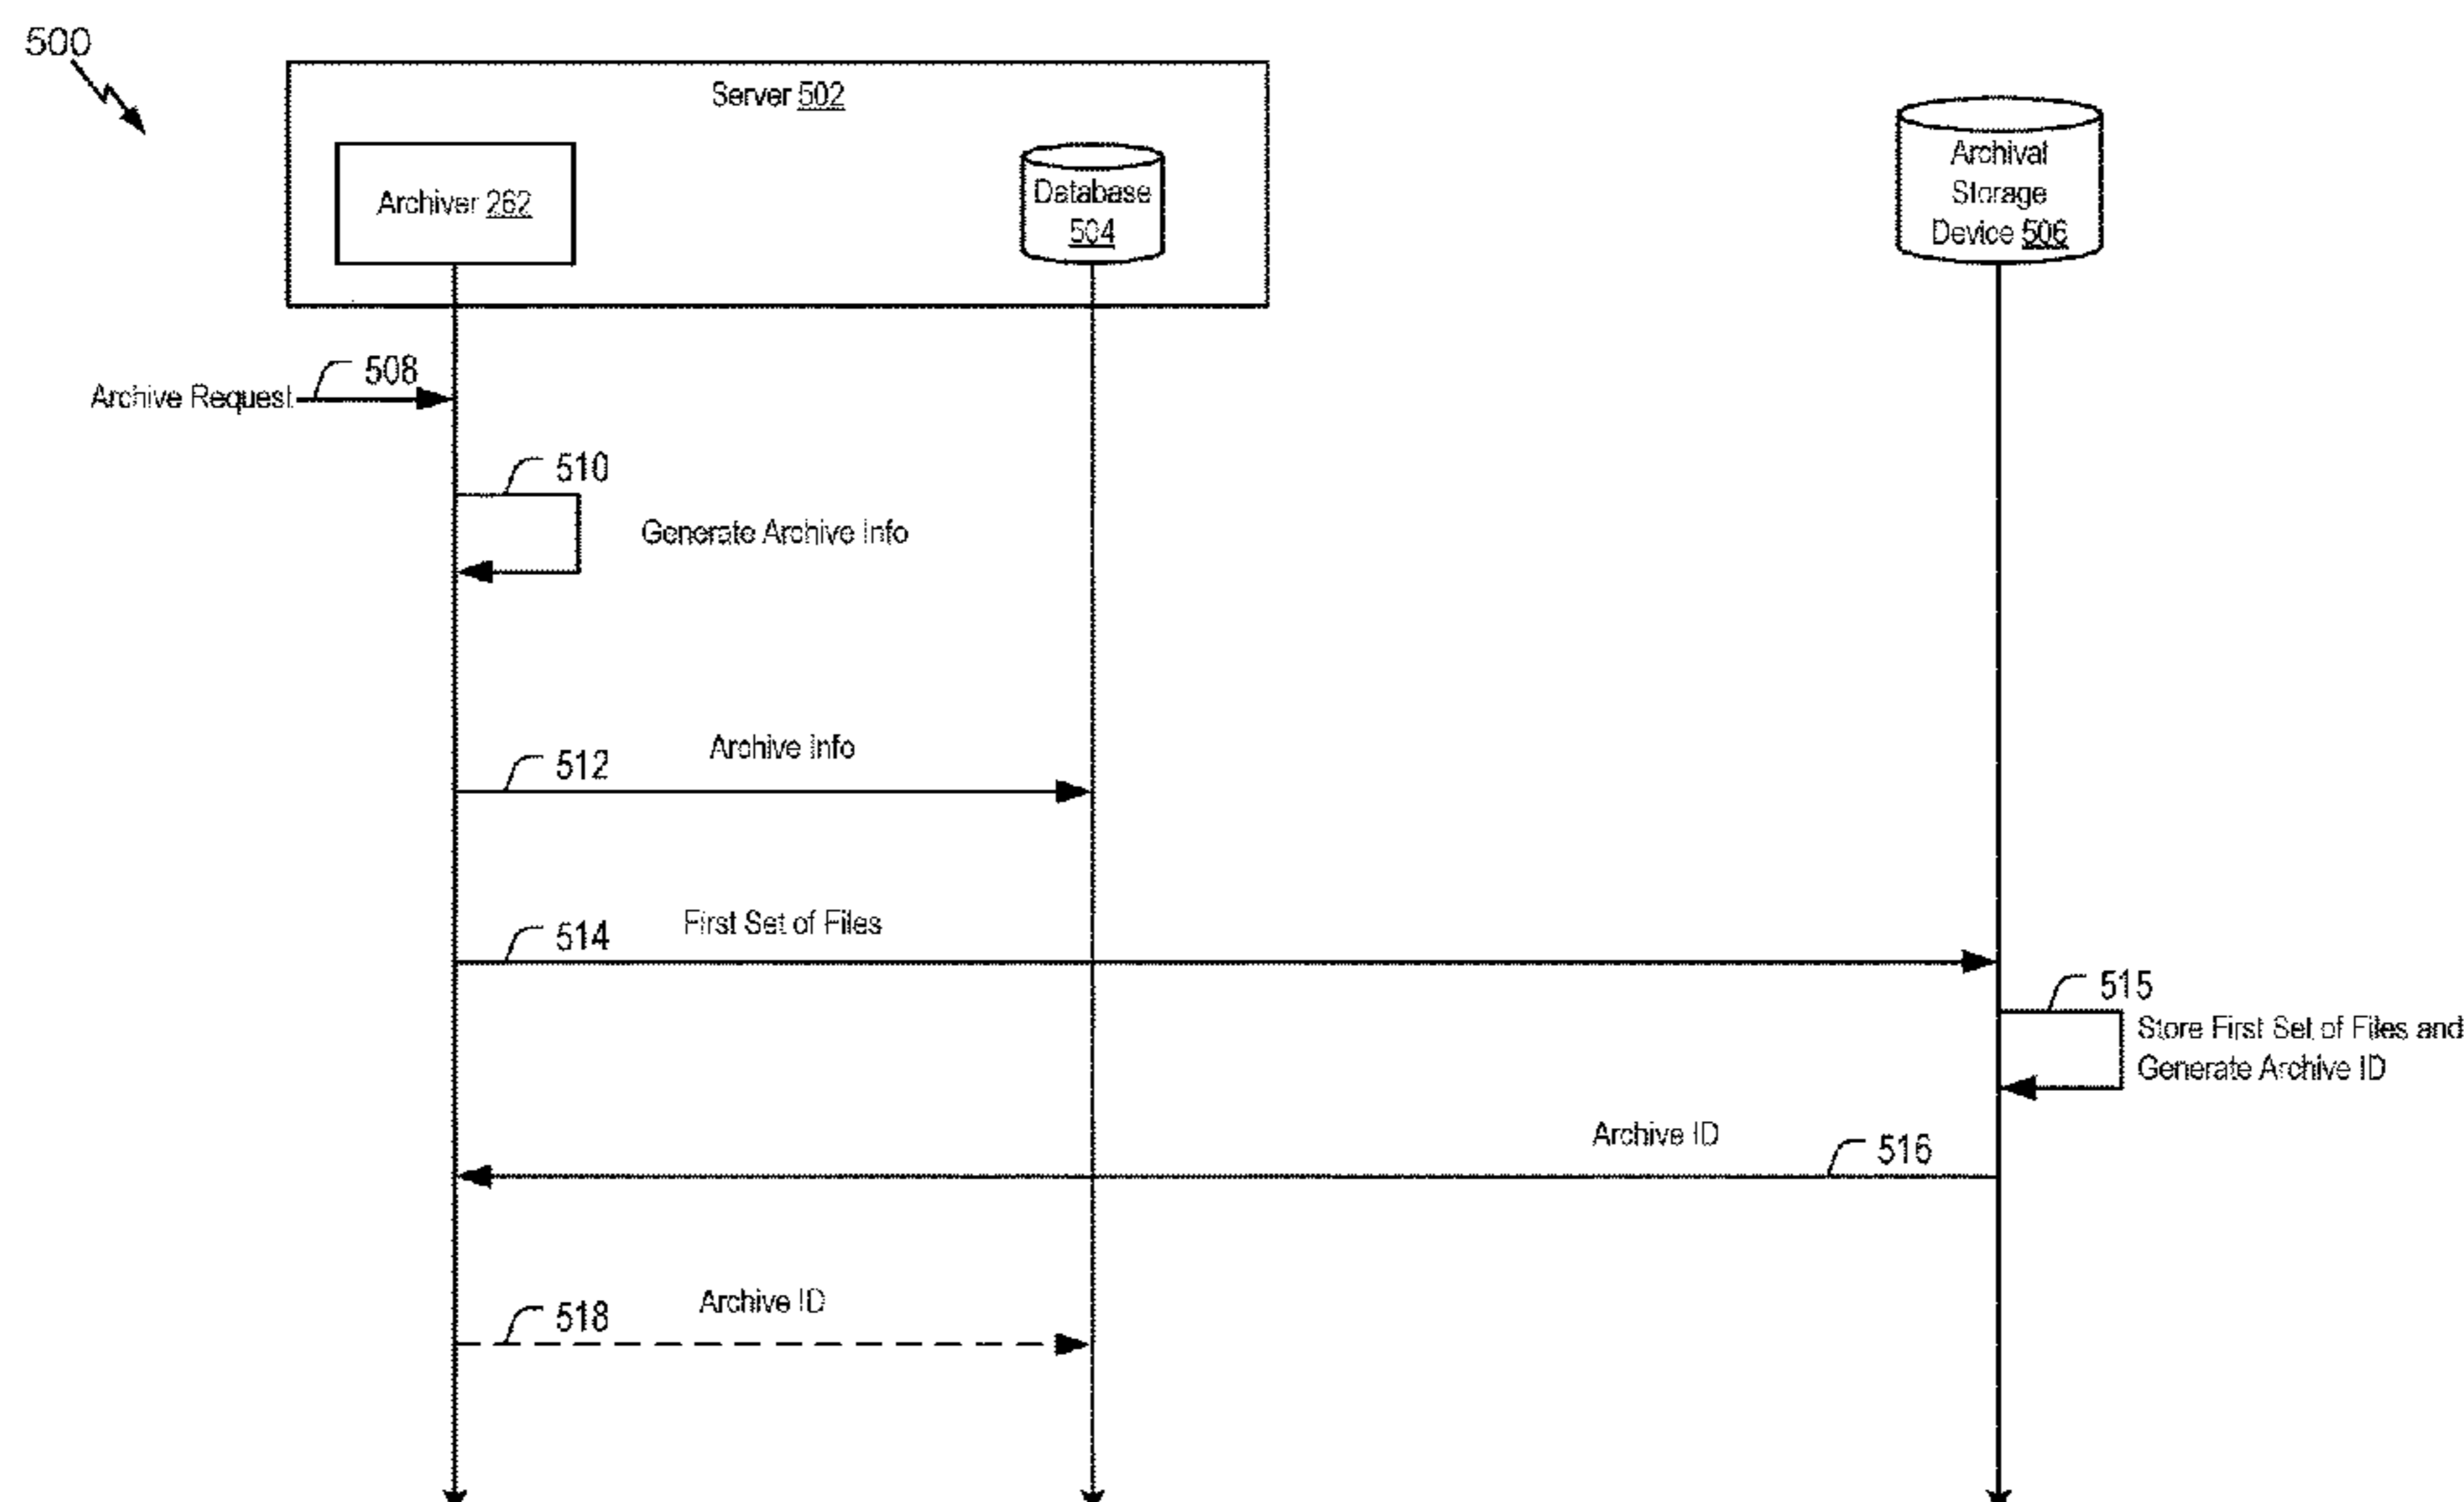 500
Server 502
Archiver 262
Database
504
Archival
Storage
Device 506
508
Archive Request
510
Generate Archive Info
Archive Info
512
First Set of Files
514
515
Store First Set of Files and
Generate Archive ID
Archive ID
516
Archive ID
518